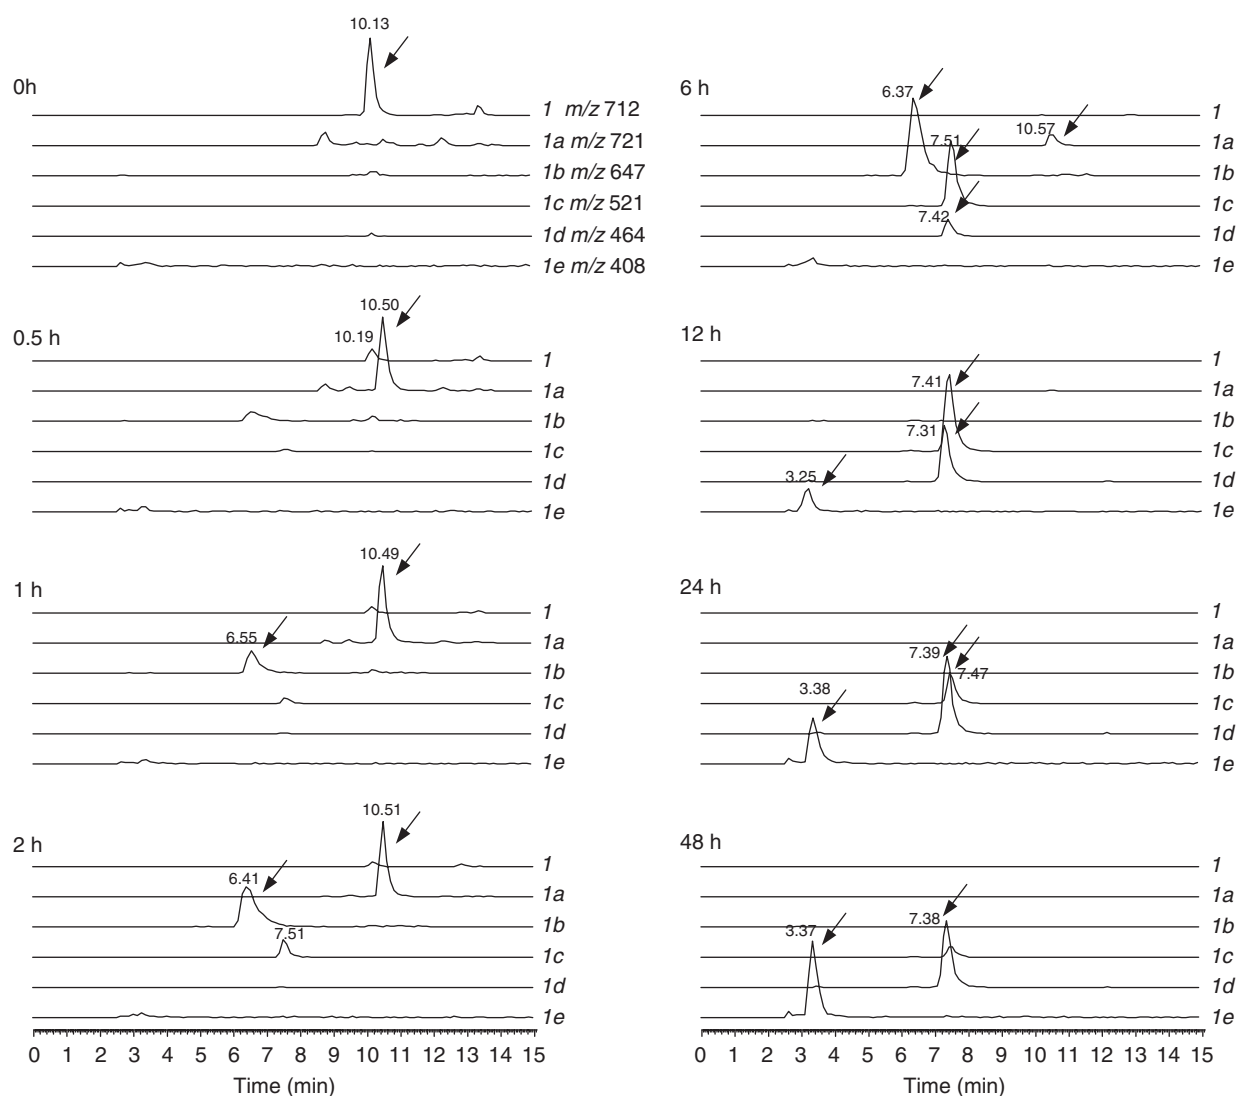 0h
10.13
1 m/z 712
1a m/z 721
1b m/z 647
1c m/z 521
1d m/z 464
1e m/z 408
0.5 h
10.50
10.19
1
1a
1b
1c
1d
1e
1 h
10.49
6.55
1
1a
1b
1c
1d
1e
2 h
10.51
6.41
7.51
1
1a
1b
1c
1d
1e
0 1 2 3 4 5 6 7 8 9 10 11 12 13 14 15
Time (min)
6 h
6.37
7.51
10.57
7.42
1
1a
1b
1c
1d
1e
12 h
7.41
7.31
3.25
1
1a
1b
1c
1d
1e
24 h
7.39
7.47
3.38
1
1a
1b
1c
1d
1e
48 h
7.38
3.37
1
1a
1b
1c
1d
1e
0 1 2 3 4 5 6 7 8 9 10 11 12 13 14 15
Time (min)